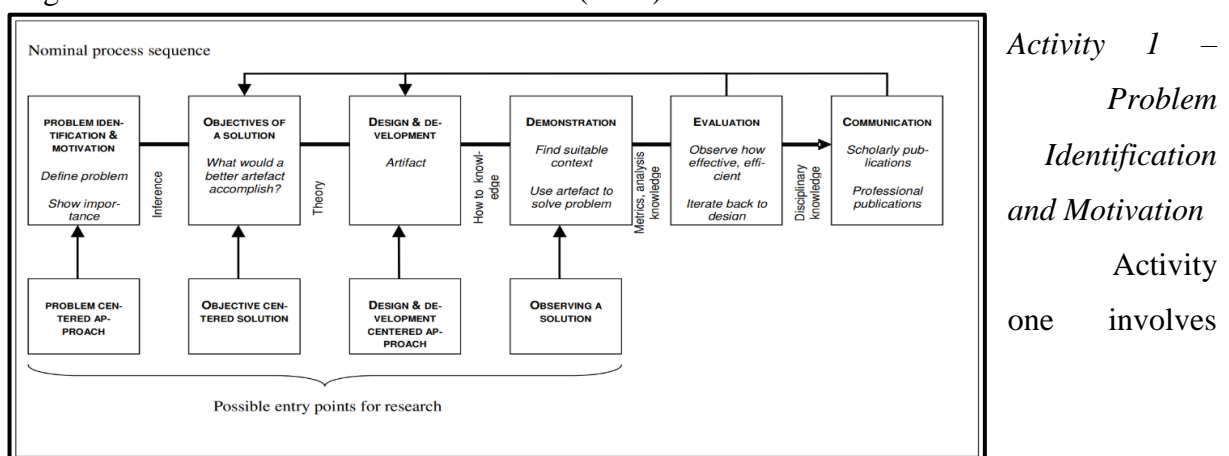 Nominal process sequence
PROBLEM IDEN-
TIFICATION &
MOTIVATION
Define problem
Show impor-
tance
Inference
OBJECTIVES OF
A SOLUTION
What would a
better artefact
accomplish?
Theory
DESIGN & DE-
VELOPMENT
Artifact
How to knowl-
edge
DEMONSTRATION
Find suitable
context
Use artefact to
solve problem
Metrics, analysis
knowledge
EVALUATION
Observe how
effective, effi-
cient
Iterate back to
design
Disciplinary
knowledge
COMMUNICATION
Scholarly pub-
lications
Professional
publications
PROBLEM CEN-
TERED AP-
PROACH
OBJECTIVE CEN-
TERED SOLUTION
DESIGN & DE-
VELOPMENT
CENTERED AP-
PROACH
OBSERVING A
SOLUTION
Possible entry points for research
Activity 1 –
Problem
Identification
and Motivation
Activity
one involves